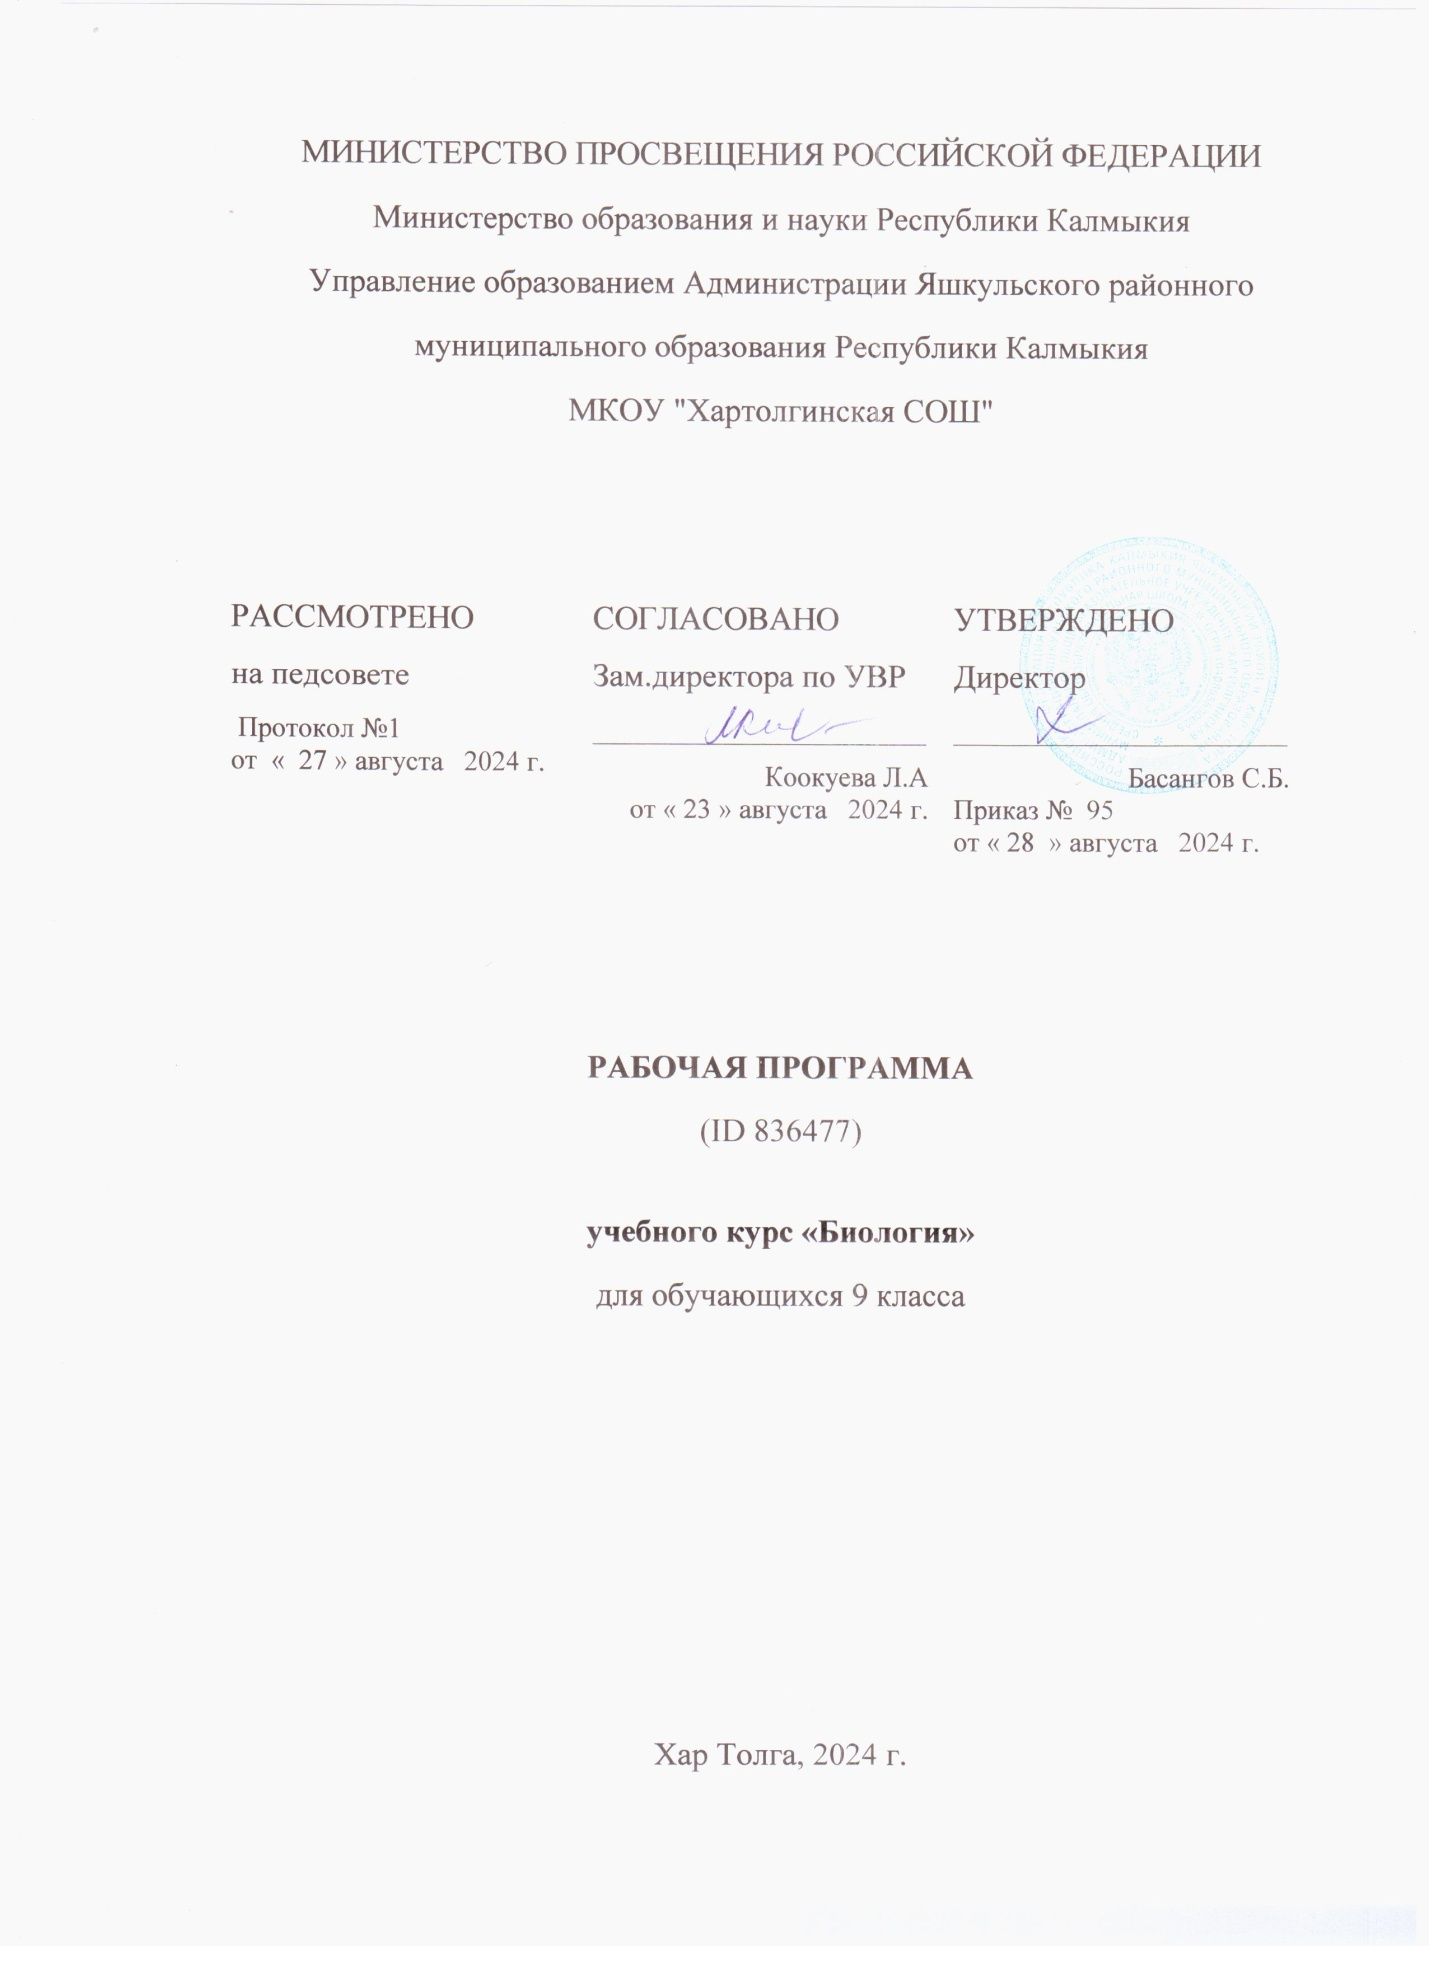 МИНИСТЕРСТВО ПРОСВЕЩЕНИЯ РОССИЙСКОЙ ФЕДЕРАЦИИ
Министерство образования и науки Республики Калмыкия
Управление образованием Администрации Яшкульского районного
муниципального образования Республики Калмыкия
МКОУ "Хартолгинская СОШ"
РАССМОТРЕНО
на педсовете
Протокол №1
от « 27 » августа 2024 г.
СОГЛАСОВАНО
Зам.директора по УВР
Коокуева Л.А
от « 23 » августа 2024 г.
УТВЕРЖДЕНО
Директор
Басангов С.Б.
Приказ № 95
от « 28 » августа 2024 г.
РАБОЧАЯ ПРОГРАММА
(ID 836477)
учебного курс «Биология»
для обучающихся 9 класса
Хар Толга, 2024 г.